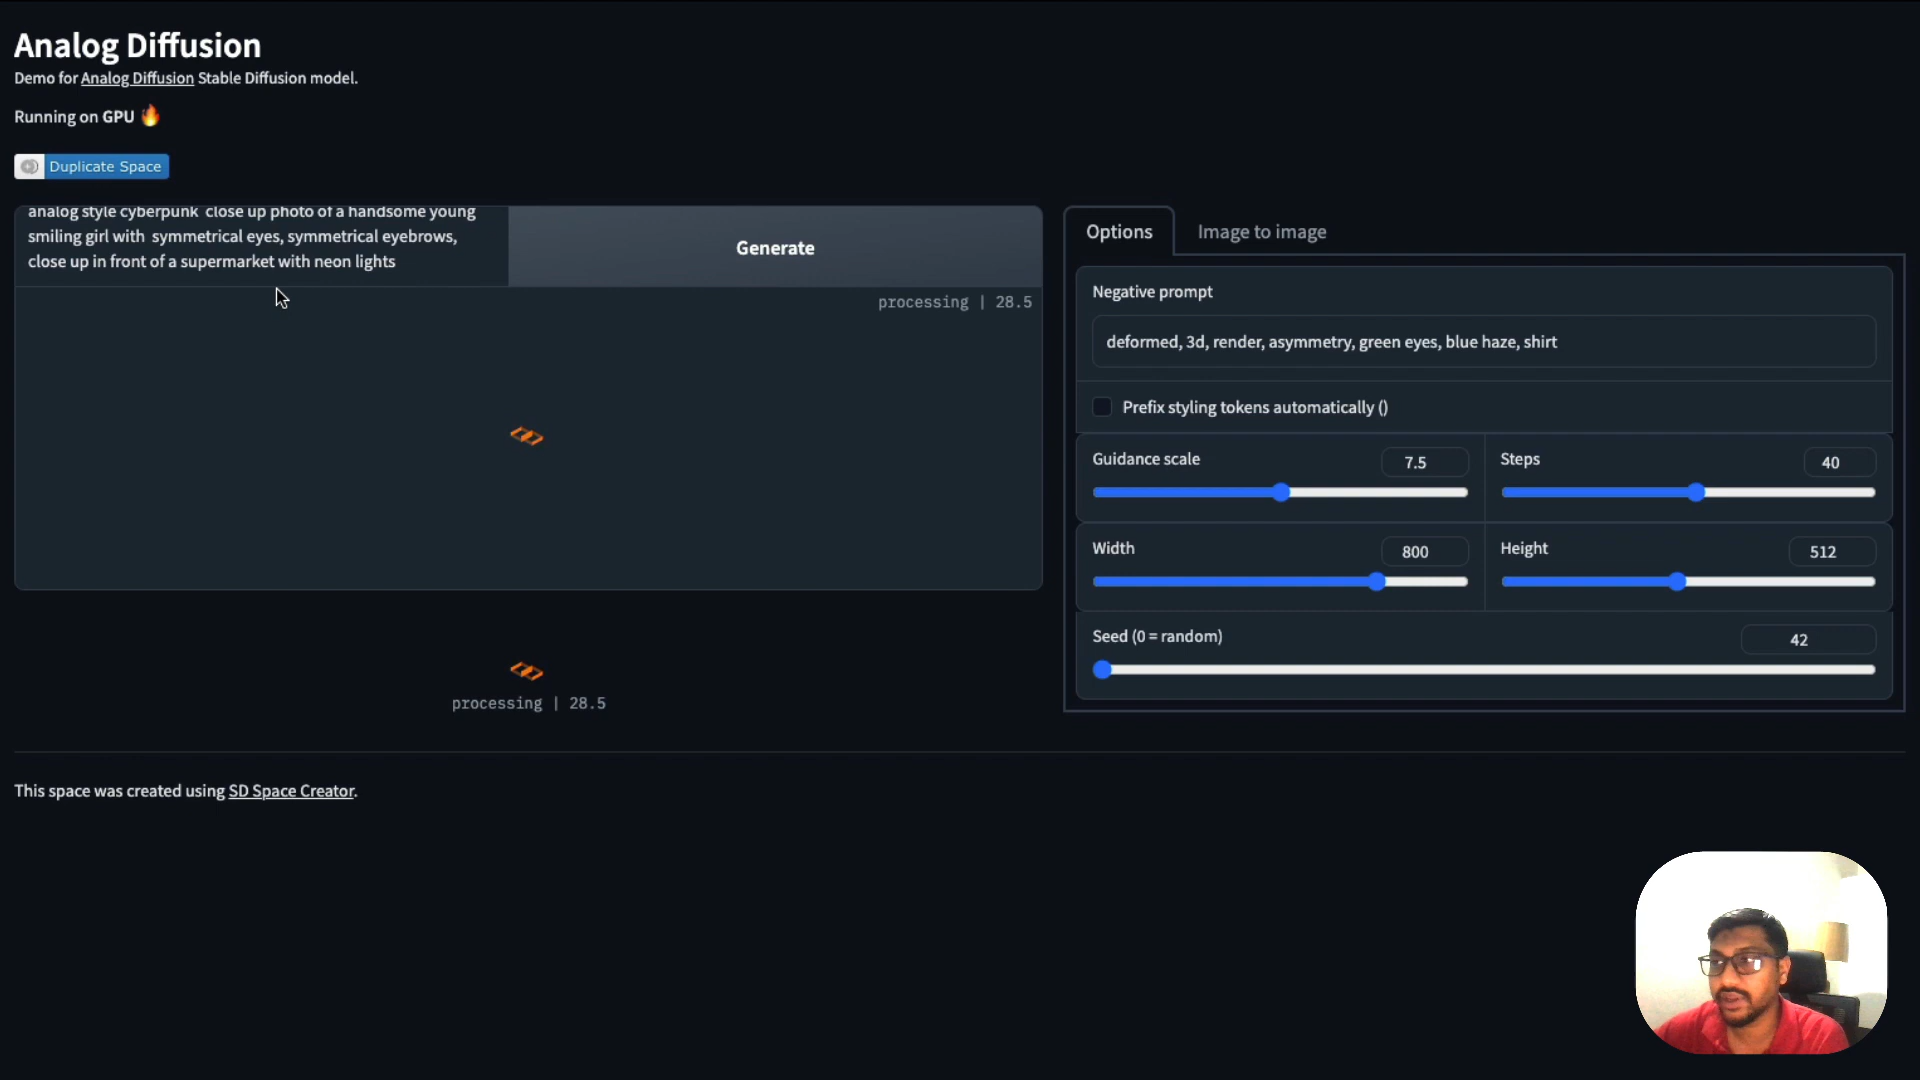 Analog Diffusion
Demo for Analog Diffusion Stable Diffusion model.
Running on GPU 🔥
Duplicate Space
analog style cyberpunk  close up photo of a handsome young
smiling girl with  symmetrical eyes, symmetrical eyebrows,
close up in front of a supermarket with neon lights
Generate
processing | 28.5
processing | 28.5
Options
Image to image
Negative prompt
deformed, 3d, render, asymmetry, green eyes, blue haze, shirt
Prefix styling tokens automatically ()
Guidance scale
7.5
Steps
40
Width
800
Height
512
Seed (0 = random)
42
This space was created using SD Space Creator.